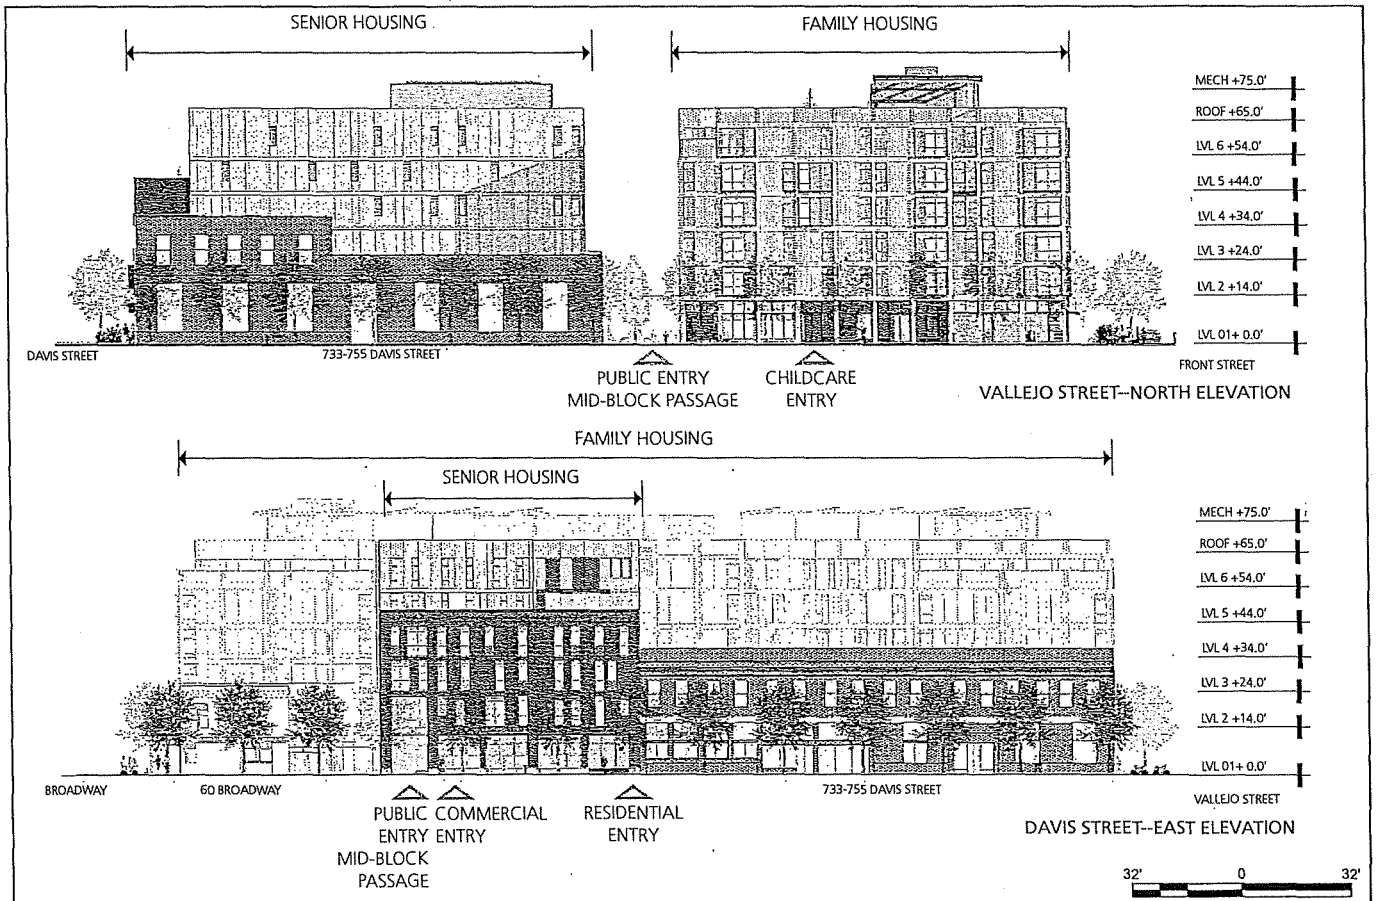 SENIOR HOUSING
FAMILY HOUSING
MECH +75.0'
ROOF +65.0'
LVL 6 +54.0'
LVL 5 +44.0'
LVL 4 +34.0'
LVL 3 +24.0'
LVL 2 +14.0'
LVL 01+ 0.0'
DAVIS STREET
733-755 DAVIS STREET
FRONT STREET
PUBLIC ENTRY
MID-BLOCK PASSAGE
CHILDCARE
ENTRY
VALLEJO STREET--NORTH ELEVATION
FAMILY HOUSING
SENIOR HOUSING
MECH +75.0'
ROOF +65.0'
LVL 6 +54.0'
LVL 5 +44.0'
LVL 4 +34.0'
LVL 3 +24.0'
LVL 2 +14.0'
LVL 01+ 0.0'
BROADWAY
60 BROADWAY
733-755 DAVIS STREET
VALLEJO STREET
PUBLIC
ENTRY
MID-BLOCK
PASSAGE
COMMERCIAL
ENTRY
RESIDENTIAL
ENTRY
DAVIS STREET--EAST ELEVATION
32' 0 32'